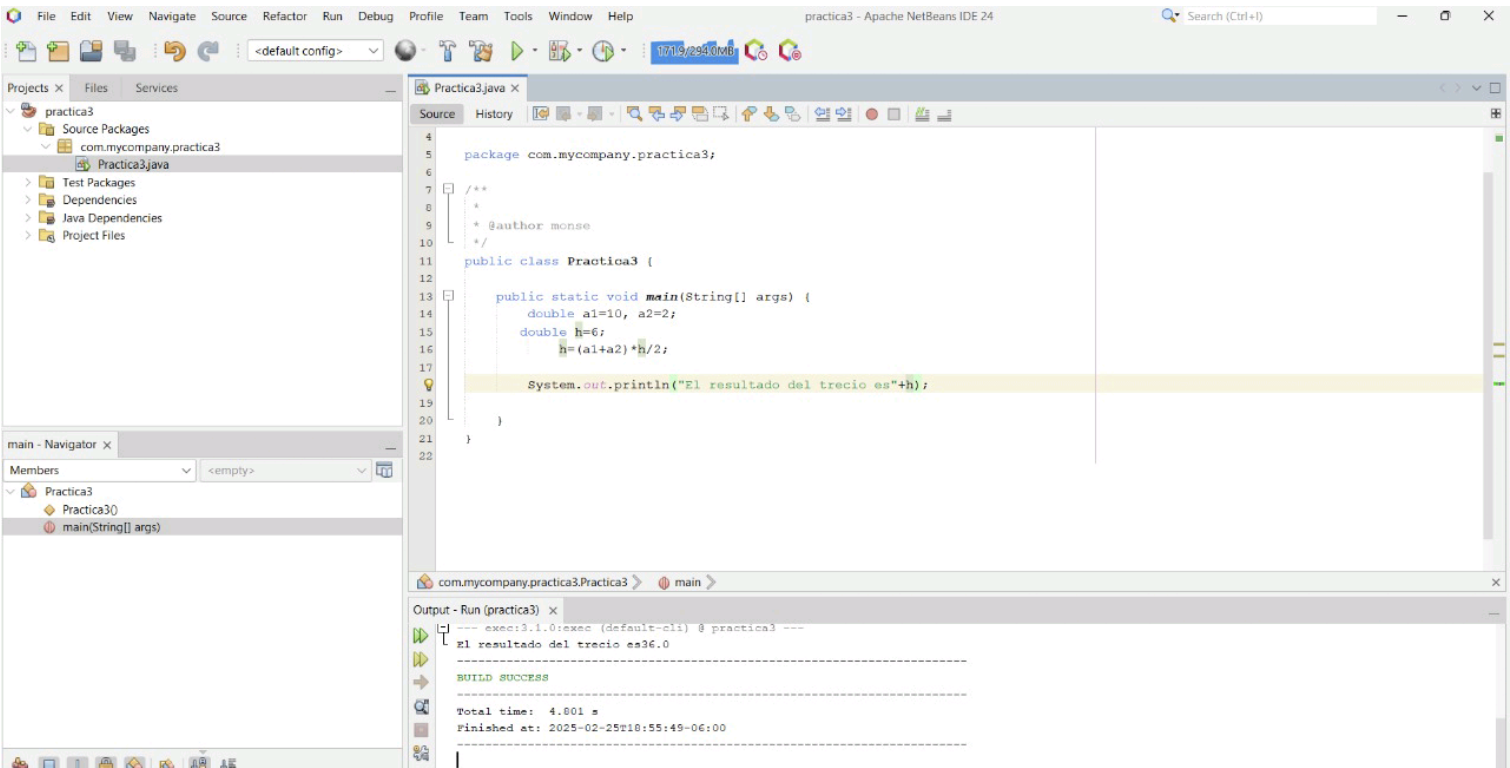 File Edit View Navigate Source Refactor Run Debug Profile Team Tools Window Help practica3 - Apache NetBeans IDE 24 Search (Ctrl+I)
<default config> 171.9/294.0MB
Projects Files Services
practica3
Source Packages
com.mycompany.practica3
Practica3.java
Test Packages
Dependencies
Java Dependencies
Project Files
main - Navigator
Members <empty>
Practica3
Practica3()
main(String[] args)
Practica3.java
Source History
4
5 package com.mycompany.practica3;
6
7 /**
8 *
9 * @author monse
10 */
11 public class Practica3 {
12
13 public static void main(String[] args) {
14 double a1=10, a2=2;
15 double h=6;
16 h=(a1+a2)*h/2;
17
System.out.println("El resultado del trecio es"+h);
19
20 }
21 }
22
com.mycompany.practica3.Practica3 main
Output - Run (practica3)
--- exec:3.1.0:exec (default-cli) @ practica3 ---
El resultado del trecio es36.0
------------------------------------------------------------------------
BUILD SUCCESS
------------------------------------------------------------------------
Total time: 4.801 s
Finished at: 2025-02-25T18:55:49-06:00
------------------------------------------------------------------------